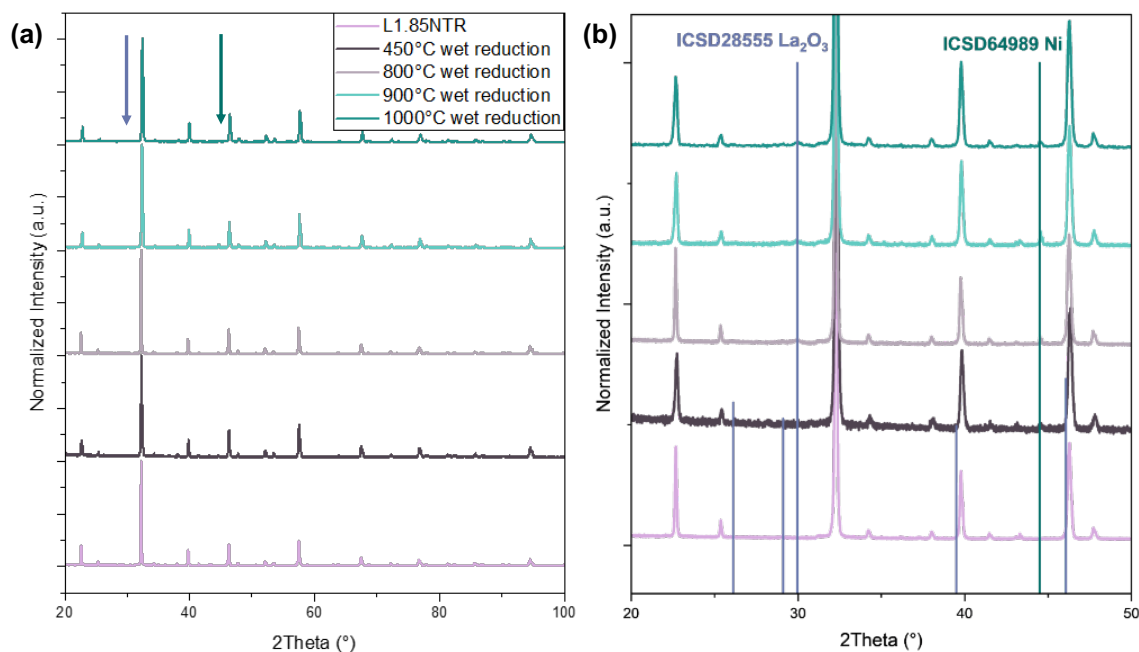 (a)
L1.85NTR
450°C wet reduction
800°C wet reduction
900°C wet reduction
1000°C wet reduction
Normalized Intensity (a.u.)
20 40 60 80 100
2Theta (°)
(b)
ICSD28555 La₂O₃
ICSD64989 Ni
Normalized Intensity (a.u.)
20 30 40 50
2Theta (°)